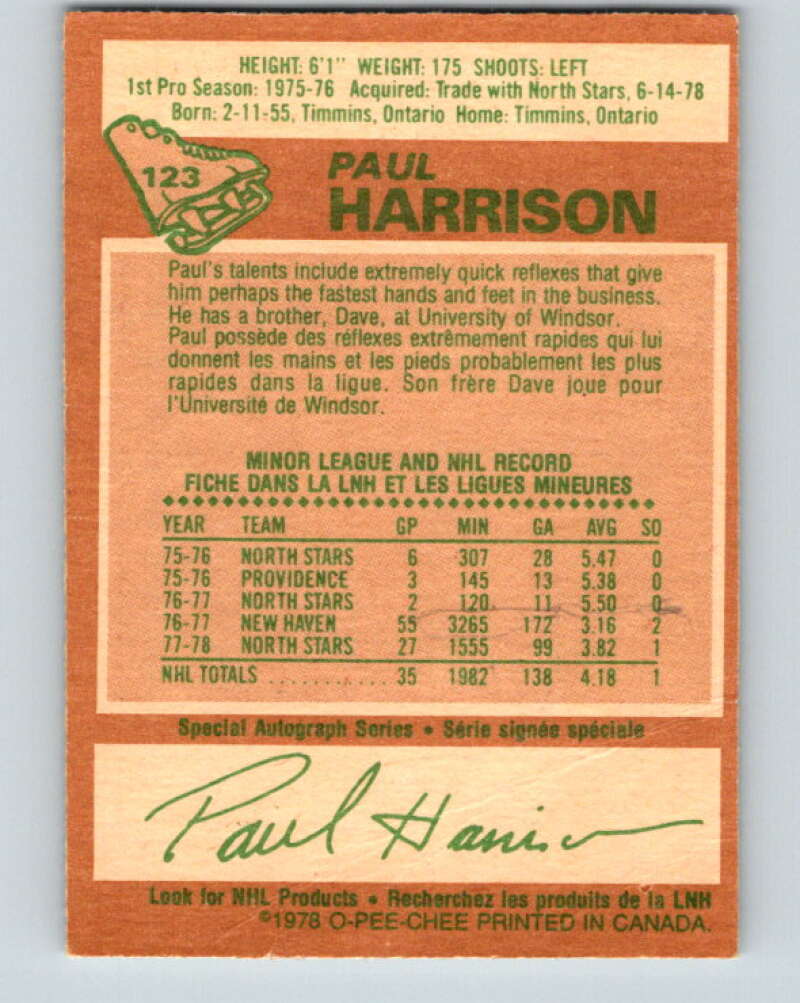 HEIGHT: 6'1" WEIGHT: 175 SHOOTS: LEFT
1st Pro Season: 1975-76 Acquired: Trade with North Stars, 6-14-78
Born: 2-11-55, Timmins, Ontario Home: Timmins, Ontario
123
PAUL
HARRISON
Paul's talents include extremely quick reflexes that give
him perhaps the fastest hands and feet in the business.
He has a brother, Dave, at University of Windsor.
Paul possède des réflexes extrêmement rapides qui lui
donnent les mains et les pieds probablement les plus
rapides dans la ligue. Son frère Dave joue pour
l'Université de Windsor.
MINOR LEAGUE AND NHL RECORD
FICHE DANS LA LNH ET LES LIGUES MINEURES
YEAR TEAM GP MIN GA AVG SO
75-76 NORTH STARS 6 307 28 5.47 0
75-76 PROVIDENCE 3 145 13 5.38 0
76-77 NORTH STARS 2 120 11 5.50 0
76-77 NEW HAVEN 55 3265 172 3.16 2
77-78 NORTH STARS 27 1555 99 3.82 1
NHL TOTALS ............ 35 1982 138 4.18 1
Special Autograph Series • Série signée spéciale
Paul Harrison
Look for NHL Products • Recherchez les produits de la LNH
©1978 O-PEE-CHEE PRINTED IN CANADA.